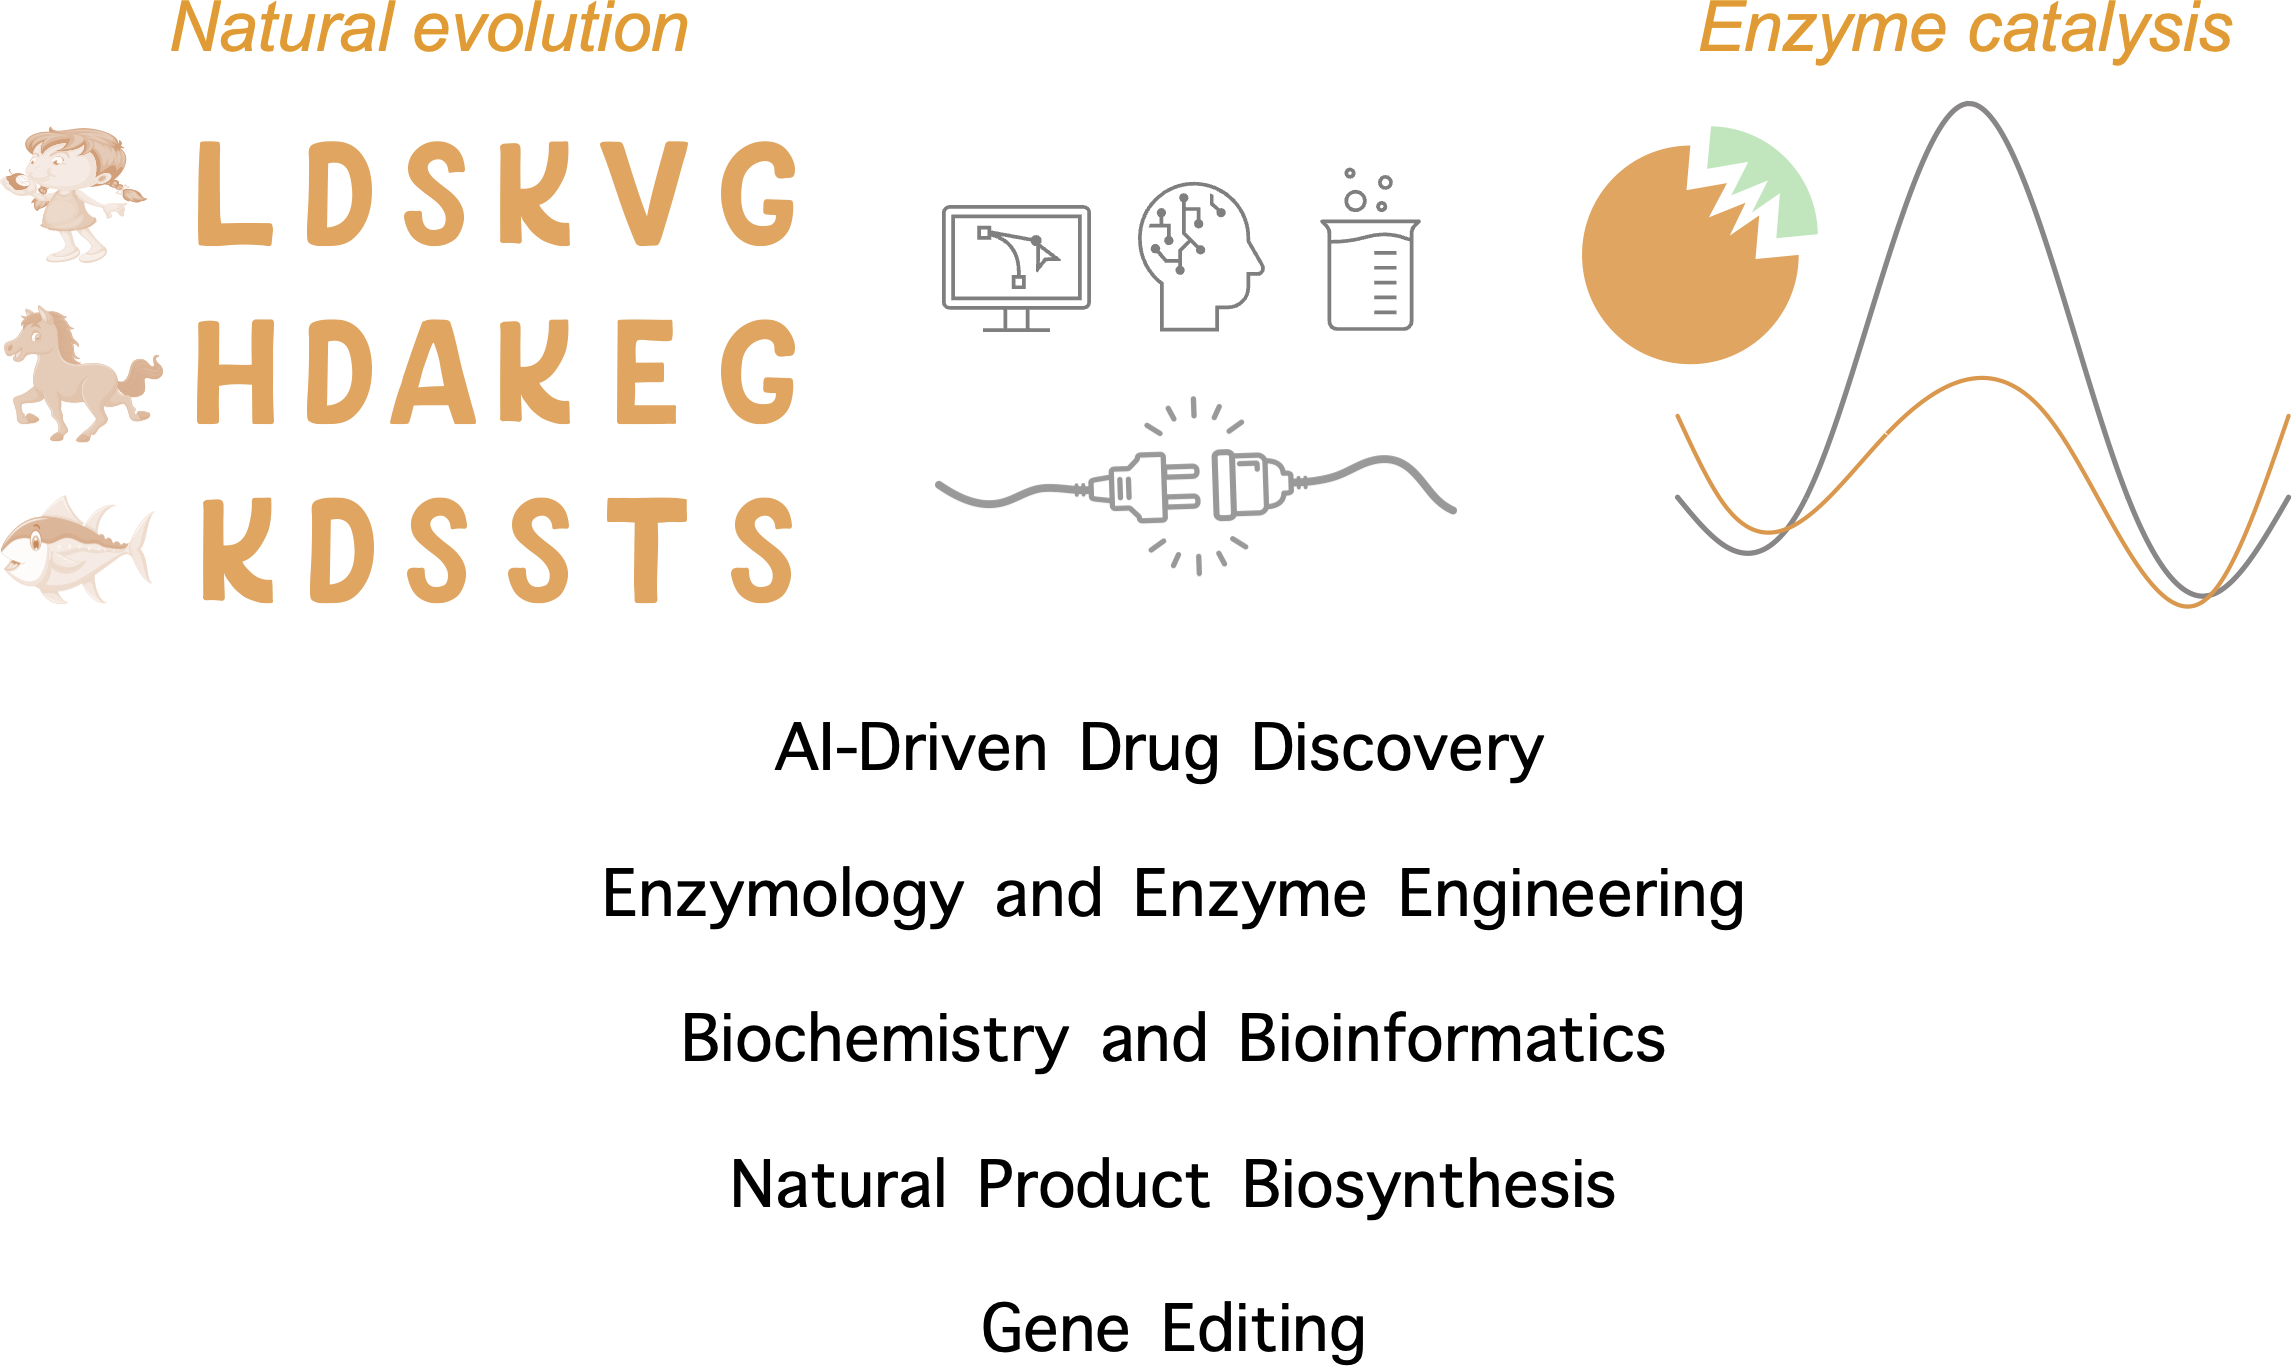 Natural evolution
Enzyme catalysis
LDSKVG
HDAKEG
KDSSTS
AI-Driven Drug Discovery
Enzymology and Enzyme Engineering
Biochemistry and Bioinformatics
Natural Product Biosynthesis
Gene Editing